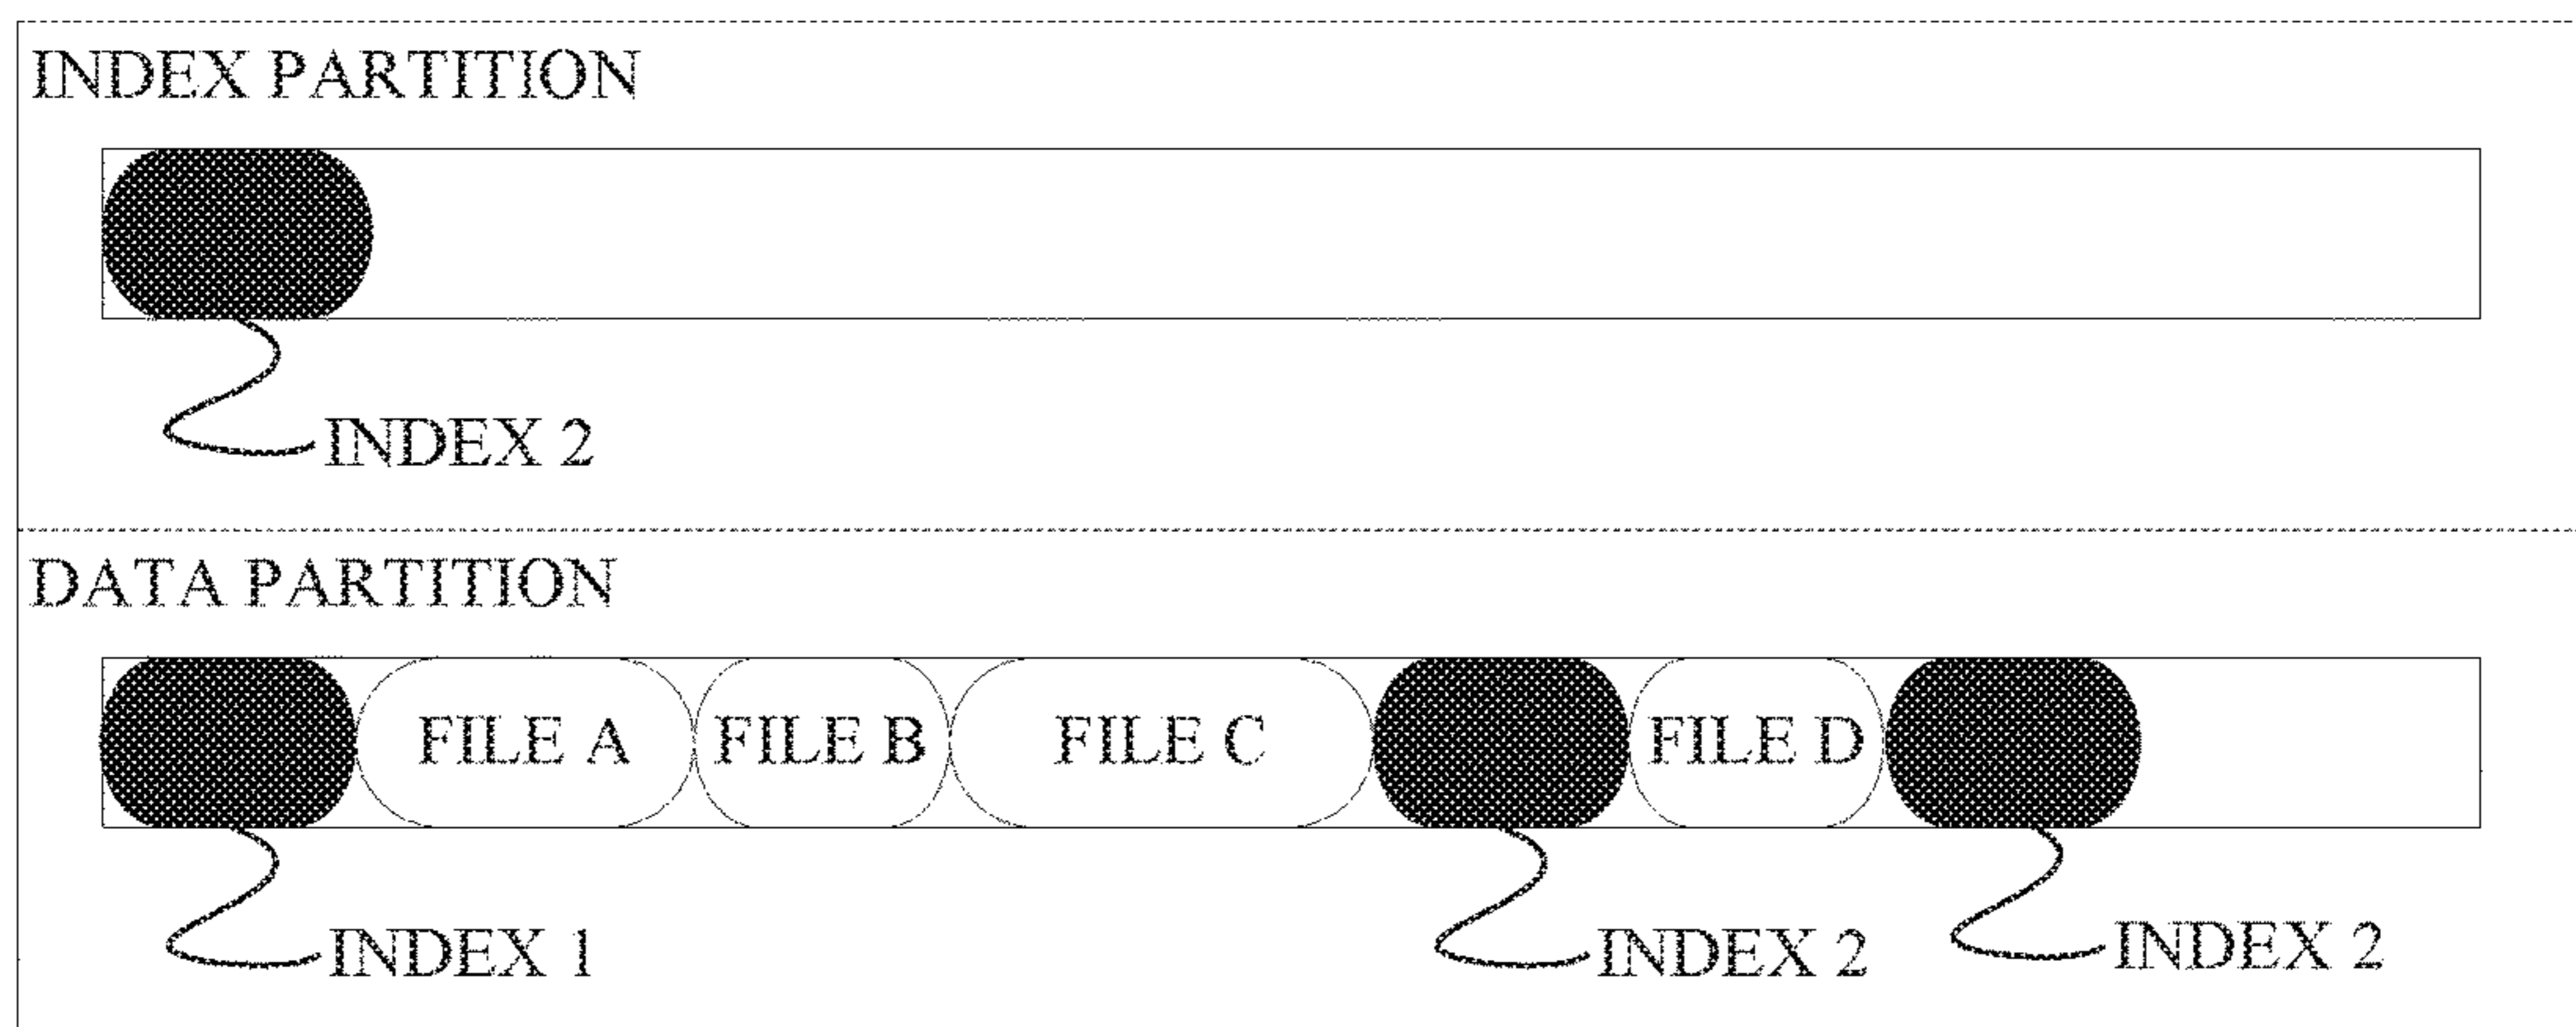 INDEX PARTITION
INDEX 2
DATA PARTITION
FILE A FILE B FILE C FILE D
INDEX 1 INDEX 2 INDEX 2